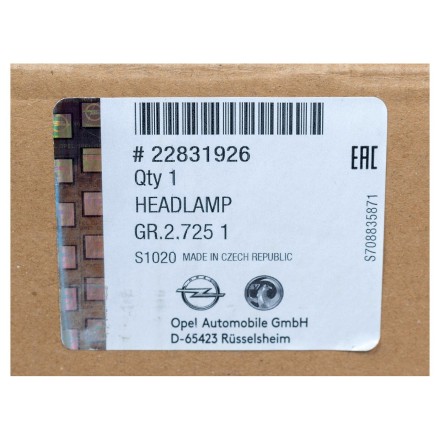 # 22831926
Qty 1
HEADLAMP
GR.2.725 1
S1020 MADE IN CZECH REPUBLIC
Opel Automobile GmbH
D-65423 Rüsselsheim
EAC
S708835871